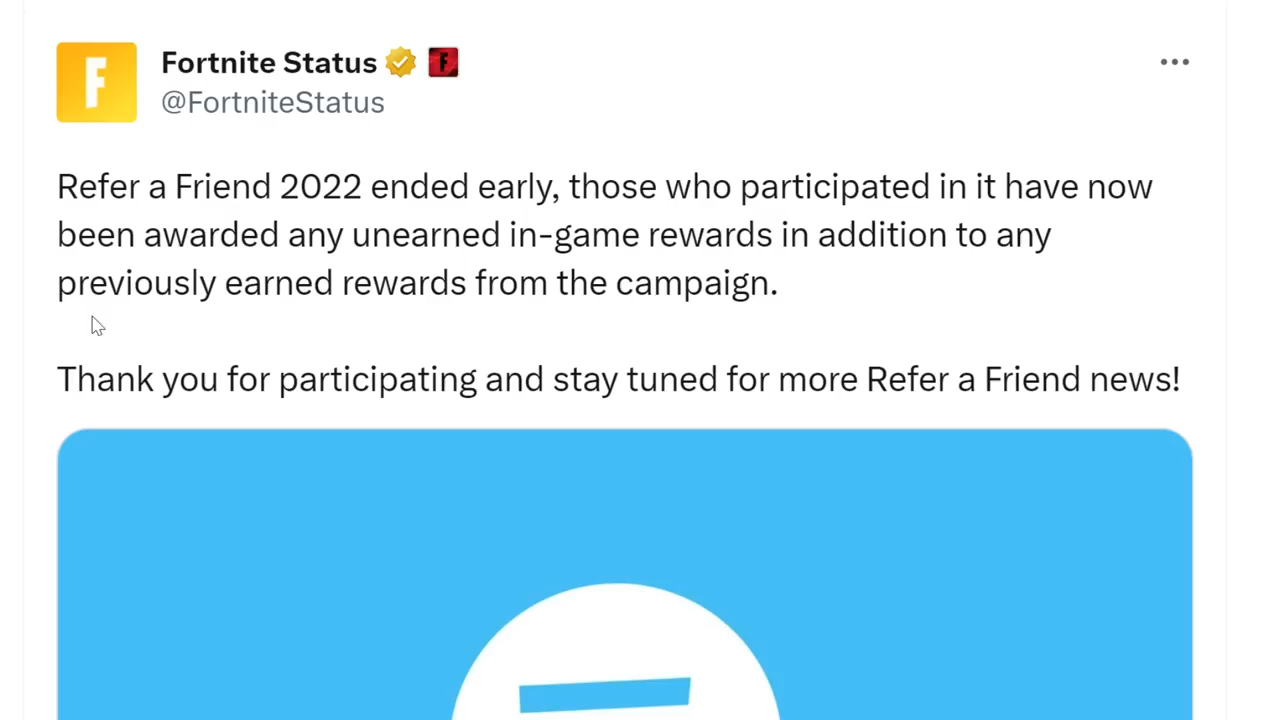 Fortnite Status
@FortniteStatus
Refer a Friend 2022 ended early, those who participated in it have now
been awarded any unearned in-game rewards in addition to any
previously earned rewards from the campaign.
Thank you for participating and stay tuned for more Refer a Friend news!